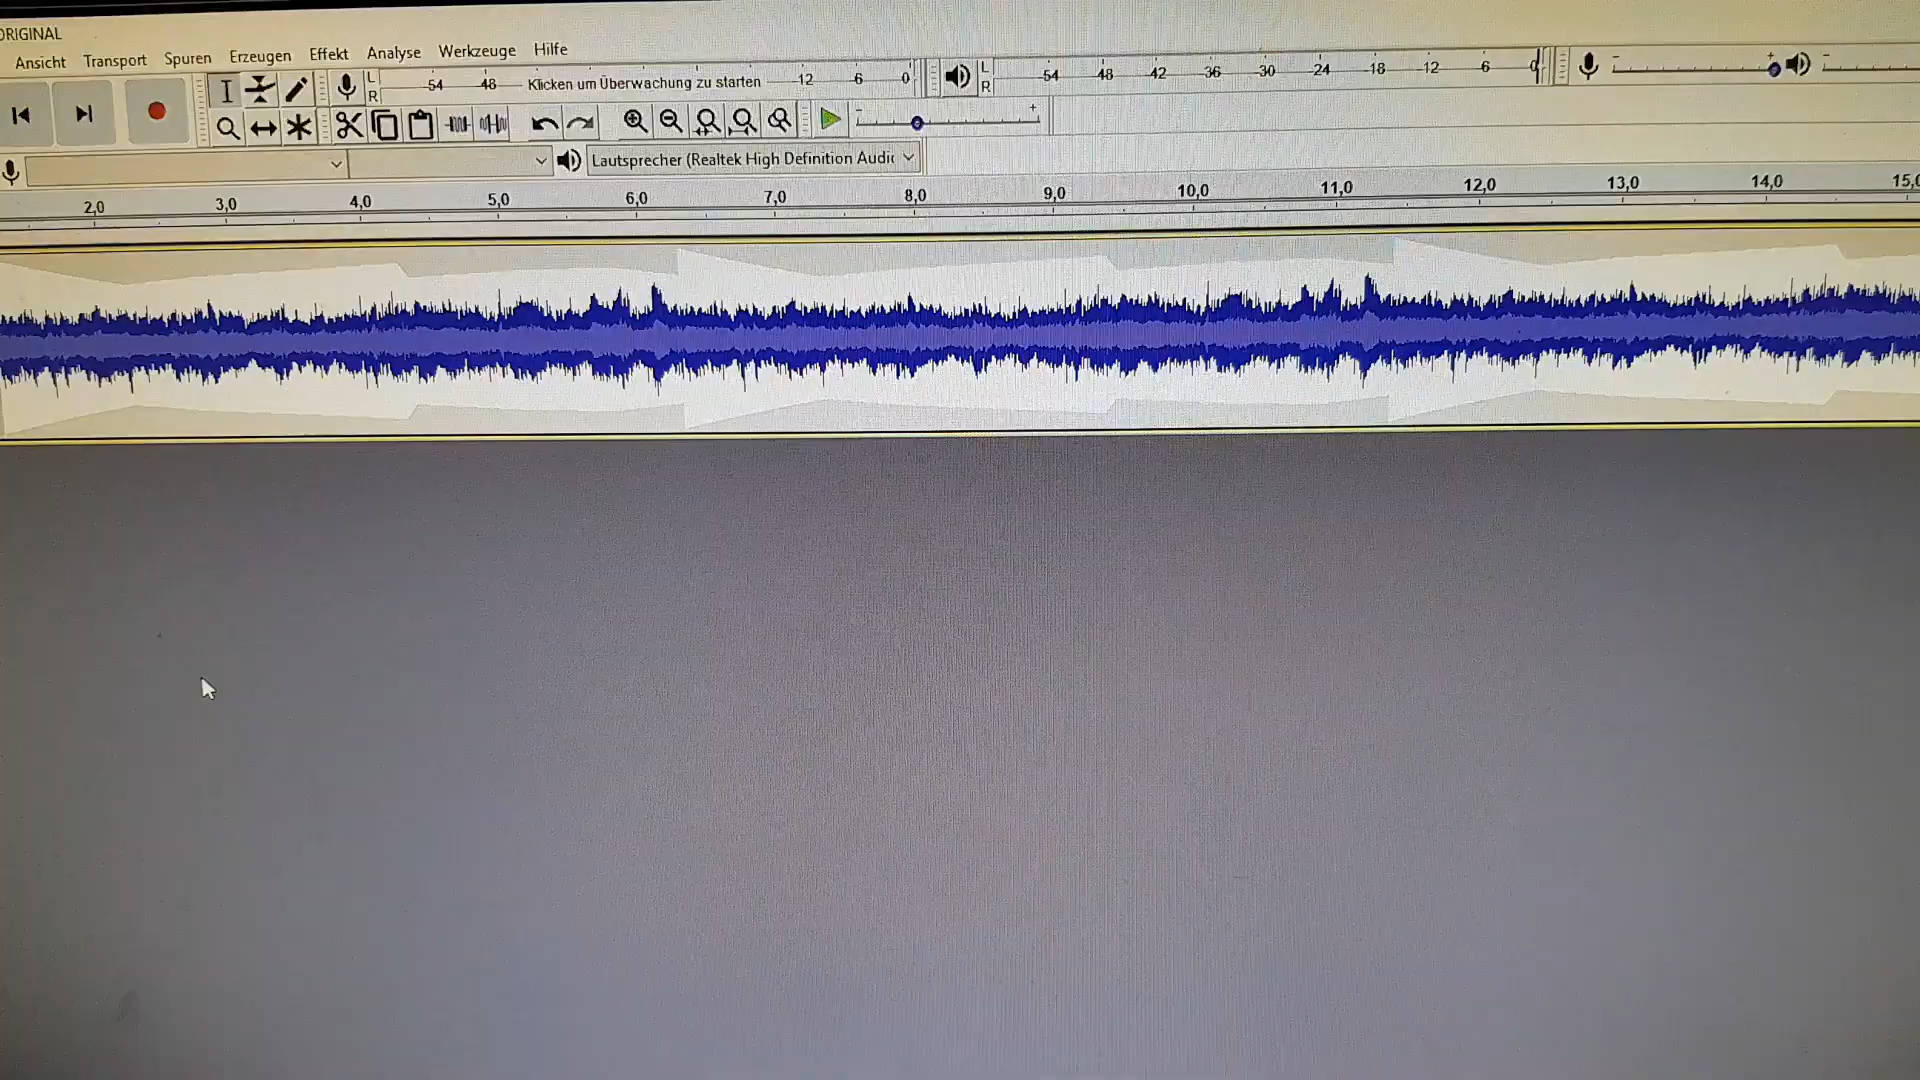 ORIGINAL
Ansicht Transport Spuren Erzeugen Effekt Analyse Werkzeuge Hilfe
L R -54 -48 Klicken um Überwachung zu starten -12 -6 0 L R -54 -48 -42 -36 -30 -24 -18 -12 -6 0
Lautsprecher (Realtek High Definition Audio
2,0 3,0 4,0 5,0 6,0 7,0 8,0 9,0 10,0 11,0 12,0 13,0 14,0 15,0